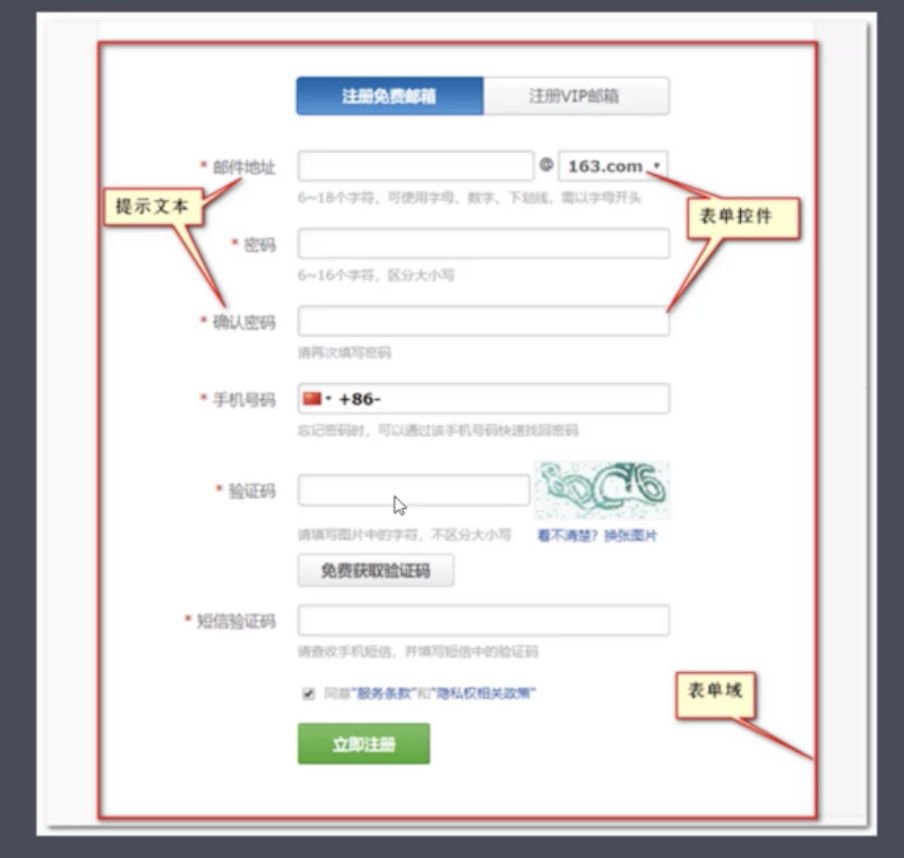 注册免费邮箱 注册VIP邮箱
* 邮件地址 @ 163.com
6~18个字符，可使用字母、数字、下划线，需以字母开头
提示文本 表单控件
* 密码
6~16个字符，区分大小写
* 确认密码
请再次填写密码
* 手机号码 +86-
忘记密码时，可以通过该手机号码快速找回密码
* 验证码
请填写图片中的字符，不区分大小写 看不清楚？换张图片
免费获取验证码
* 短信验证码
请查收手机短信，并填写短信中的验证码
同意"服务条款"和"隐私权相关政策"
表单域
立即注册